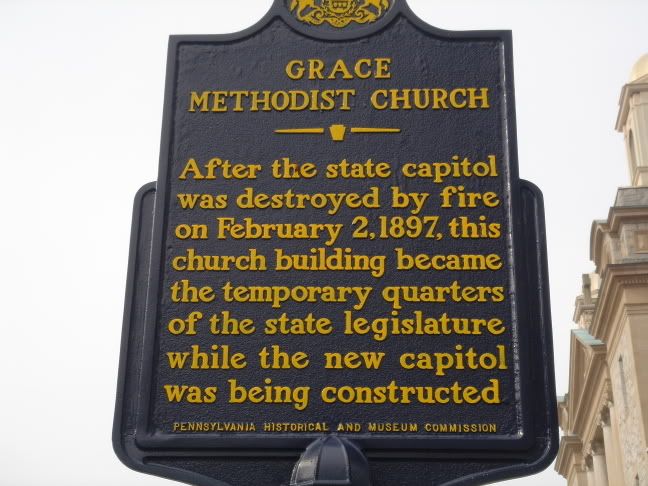 GRACE
METHODIST CHURCH
After the state capitol
was destroyed by fire
on February 2, 1897, this
church building became
the temporary quarters
of the state legislature
while the new capitol
was being constructed
PENNSYLVANIA HISTORICAL AND MUSEUM COMMISSION